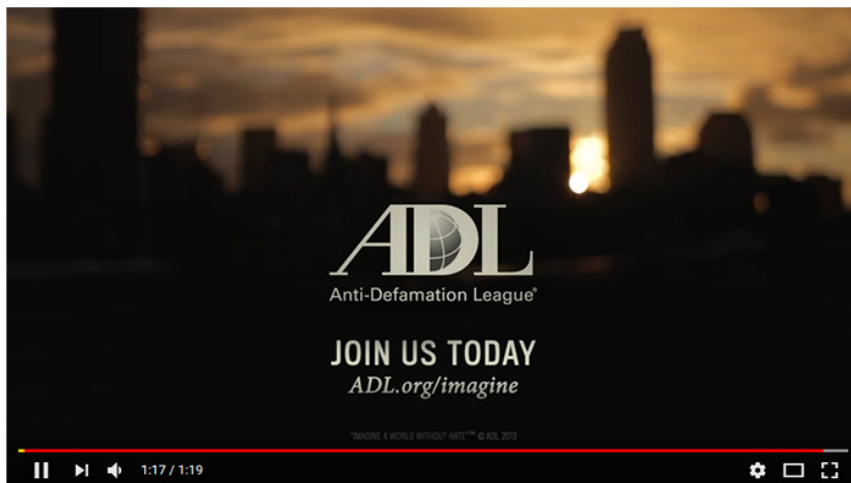 ADL
Anti-Defamation League®
JOIN US TODAY
ADL.org/imagine
"IMAGINE A WORLD WITHOUT HATE"™ © ADL 2013
1:17 / 1:19